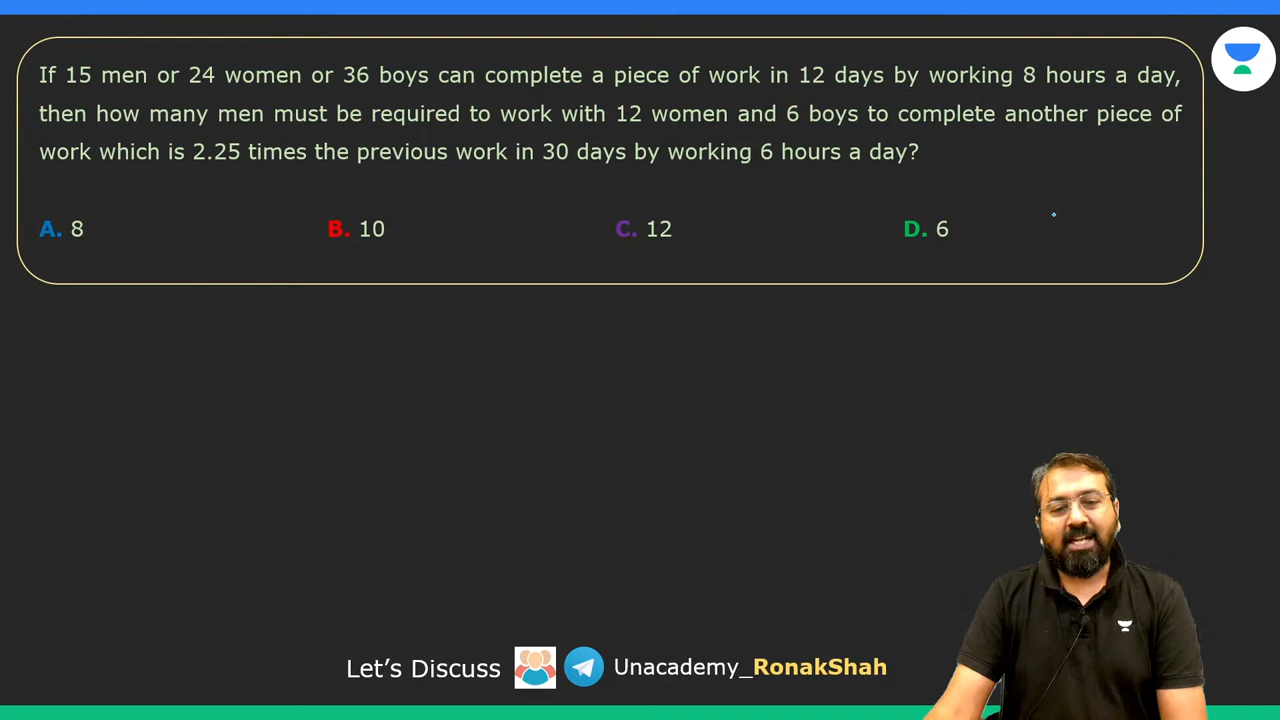 If 15 men or 24 women or 36 boys can complete a piece of work in 12 days by working 8 hours a day,
then how many men must be required to work with 12 women and 6 boys to complete another piece of
work which is 2.25 times the previous work in 30 days by working 6 hours a day?
A. 8 B. 10 C. 12 D. 6
Let’s Discuss Unacademy_RonakShah